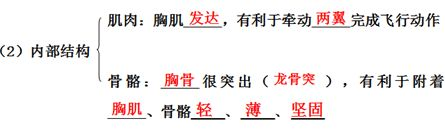 肌肉：胸肌发达，有利于牵动两翼完成飞行动作
（2）内部结构
骨骼：胸骨很突出（龙骨突），有利于附着
胸肌、骨骼轻、薄、坚固